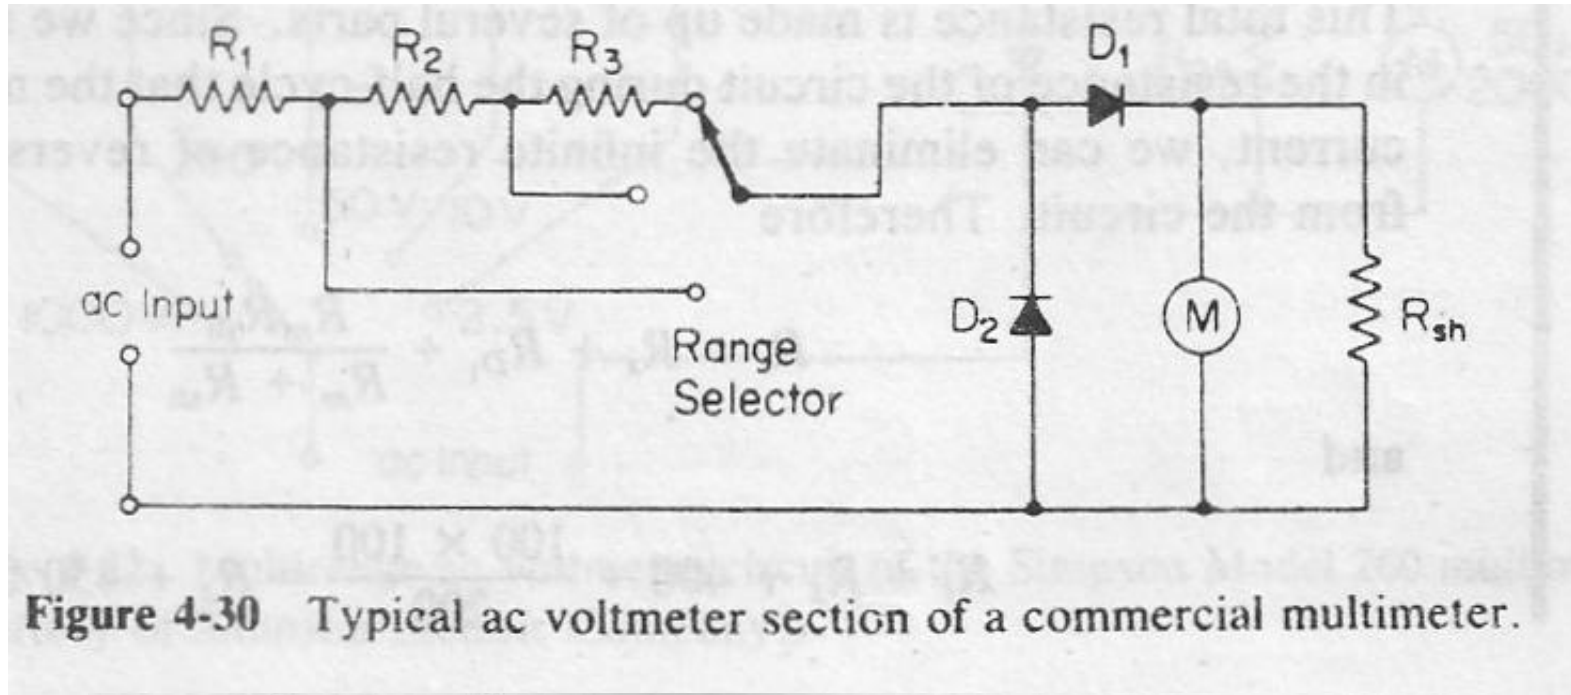 R₁ R₂ R₃ D₁
ac Input
D₂ M Rsh
Range
Selector
Figure 4-30 Typical ac voltmeter section of a commercial multimeter.